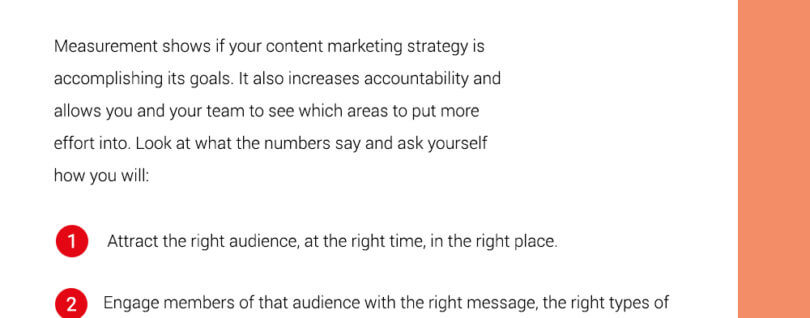 Measurement shows if your content marketing strategy is
accomplishing its goals. It also increases accountability and
allows you and your team to see which areas to put more
effort into. Look at what the numbers say and ask yourself
how you will:
1 Attract the right audience, at the right time, in the right place.
2 Engage members of that audience with the right message, the right types of